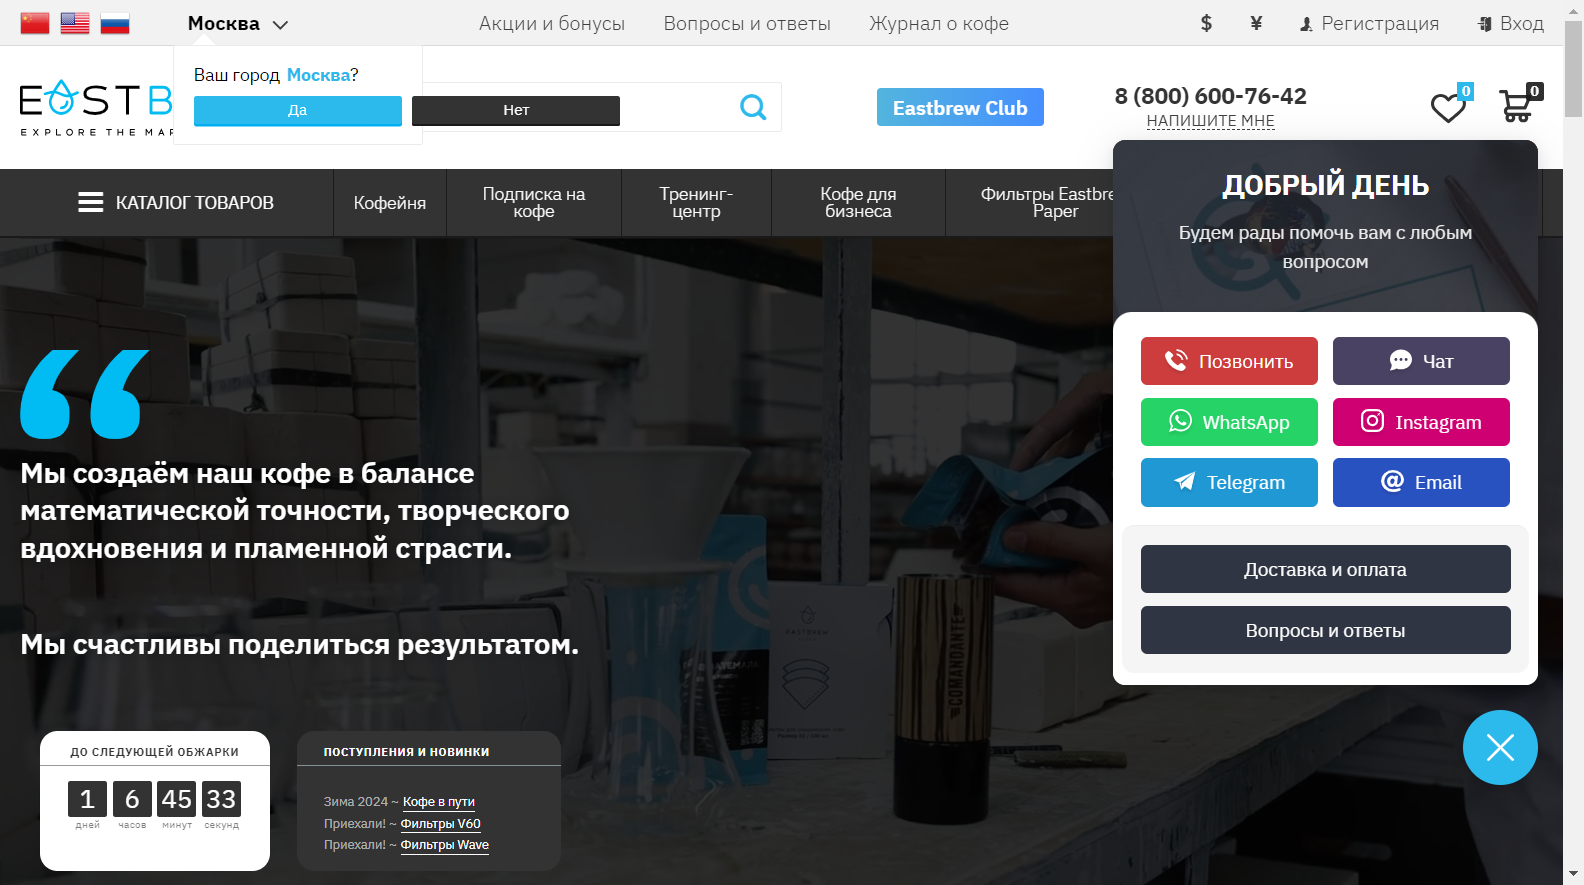 Москва
Акции и бонусы
Вопросы и ответы
Журнал о кофе
$
¥
Регистрация
Вход
Ваш город Москва?
Да
Нет
EXPLORE THE
Eastbrew Club
8 (800) 600-76-42
НАПИШИТЕ МНЕ
0
0
КАТАЛОГ ТОВАРОВ
Кофейня
Подписка на
кофе
Тренинг-
центр
Кофе для
бизнеса
Фильтры
Paper
ДОБРЫЙ ДЕНЬ
Будем рады помочь вам с любым
вопросом
Позвонить
Чат
WhatsApp
Instagram
Telegram
Email
Доставка и оплата
Вопросы и ответы
“
Мы создаём наш кофе в балансе
математической точности, творческого
вдохновения и пламенной страсти.
Мы счастливы поделиться результатом.
EASTBREW
COMANDANTE
ДО СЛЕДУЮЩЕЙ ОБЖАРКИ
1 6 45 33
дней часов минут секунд
ПОСТУПЛЕНИЯ И НОВИНКИ
Зима 2024 ~ Кофе в пути
Приехали! ~ Фильтры V60
Приехали! ~ Фильтры Wave